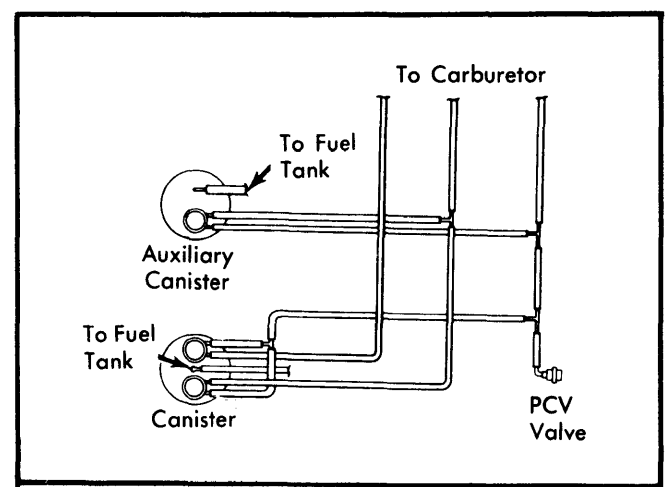 To Carburetor
To Fuel
Tank
Auxiliary
Canister
To Fuel
Tank
Canister
PCV
Valve